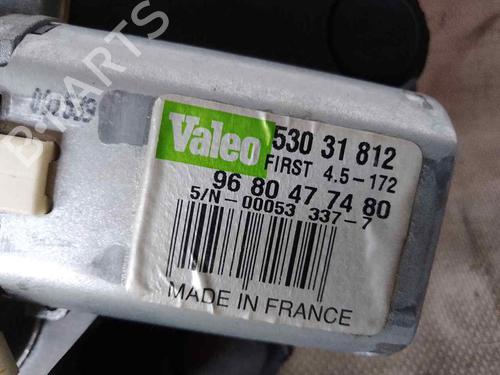 B-PARTS
Valeo
530 31 812
FIRST 4.5-172
96 80 47 74 80
S/N-00053 337-7
MADE IN FRANCE